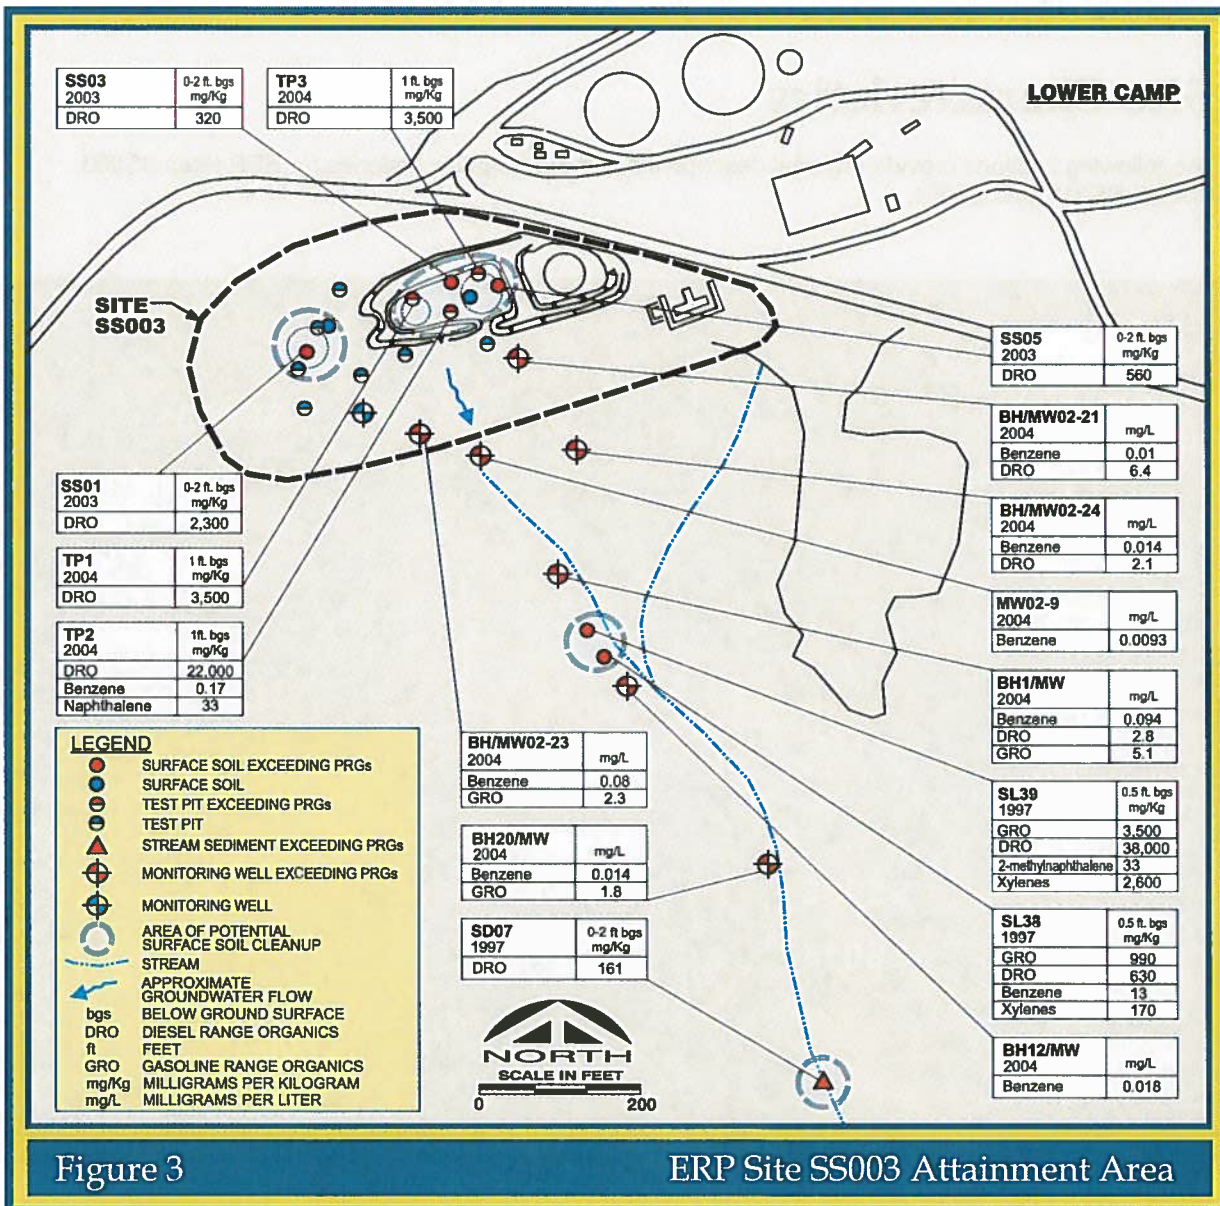 SS03 0-2 ft. bgs
2003 mg/Kg
DRO 320
TP3 1 ft. bgs
2004 mg/Kg
DRO 3,500
LOWER CAMP
SITE
SS003
SS05 0-2 ft. bgs
2003 mg/Kg
DRO 560
BH/MW02-21
2004 mg/L
Benzene 0.01
DRO 6.4
BH/MW02-24
2004 mg/L
Benzene 0.014
DRO 2.1
MW02-9
2004 mg/L
Benzene 0.0093
BH1/MW
2004 mg/L
Benzene 0.094
DRO 2.8
GRO 5.1
SL39 0.5 ft. bgs
1997 mg/Kg
GRO 3,500
DRO 38,000
2-methylnaphthalene 33
Xylenes 2,600
SL38 0.5 ft. bgs
1997 mg/Kg
GRO 990
DRO 630
Benzene 13
Xylenes 170
BH12/MW
2004 mg/L
Benzene 0.018
SS01 0-2 ft. bgs
2003 mg/Kg
DRO 2,300
TP1 1 ft. bgs
2004 mg/Kg
DRO 3,500
TP2 1ft. bgs
2004 mg/Kg
DRO 22,000
Benzene 0.17
Naphthalene 33
BH/MW02-23
2004 mg/L
Benzene 0.08
GRO 2.3
BH20/MW
2004 mg/L
Benzene 0.014
GRO 1.8
SD07 0-2 ft bgs
1997 mg/Kg
DRO 161
LEGEND
SURFACE SOIL EXCEEDING PRGs
SURFACE SOIL
TEST PIT EXCEEDING PRGs
TEST PIT
STREAM SEDIMENT EXCEEDING PRGs
MONITORING WELL EXCEEDING PRGs
MONITORING WELL
AREA OF POTENTIAL
SURFACE SOIL CLEANUP
STREAM
APPROXIMATE
GROUNDWATER FLOW
bgs BELOW GROUND SURFACE
DRO DIESEL RANGE ORGANICS
ft FEET
GRO GASOLINE RANGE ORGANICS
mg/Kg MILLIGRAMS PER KILOGRAM
mg/L MILLIGRAMS PER LITER
NORTH
SCALE IN FEET
0 200
Figure 3 ERP Site SS003 Attainment Area